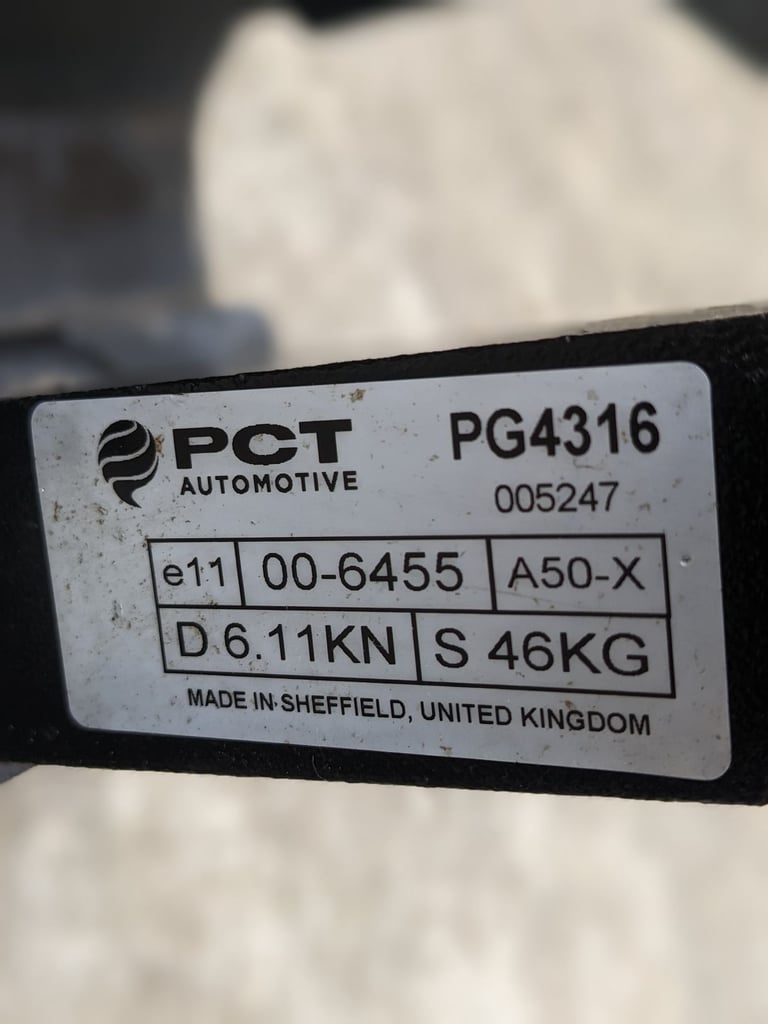 PCT PG4316
AUTOMOTIVE 005247
e11 00-6455 A50-X
D 6.11KN S 46KG
MADE IN SHEFFIELD, UNITED KINGDOM